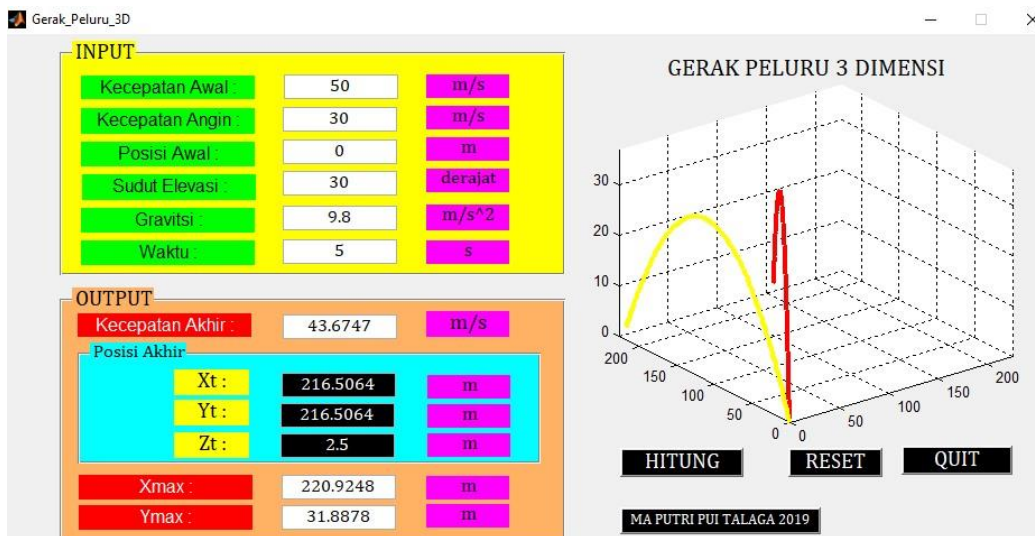 Gerak_Peluru_3D
INPUT
Kecepatan Awal : 50 m/s
Kecepatan Angin : 30 m/s
Posisi Awal : 0 m
Sudut Elevasi : 30 derajat
Gravitsi : 9.8 m/s^2
Waktu : 5 s
OUTPUT
Kecepatan Akhir : 43.6747 m/s
Posisi Akhir
Xt : 216.5064 m
Yt : 216.5064 m
Zt : 2.5 m
Xmax : 220.9248 m
Ymax : 31.8878 m
GERAK PELURU 3 DIMENSI
30
20
10
0
200
150
100
50
0
0
50
100
150
200
HITUNG RESET QUIT
MA PUTRI PUI TALAGA 2019